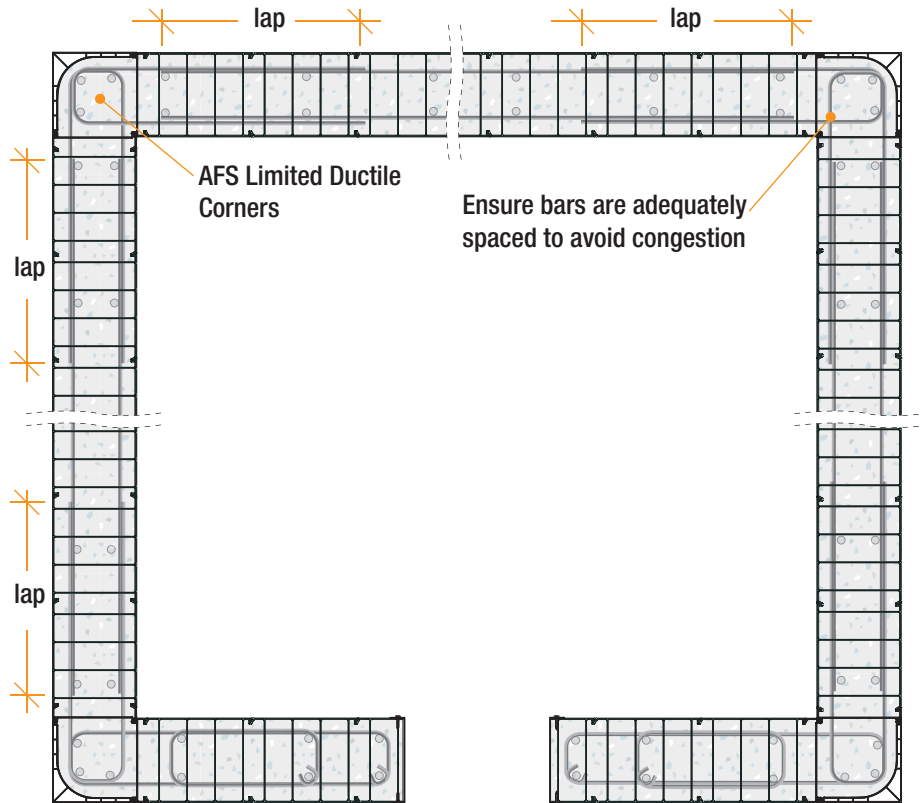 lap
lap
AFS Limited Ductile
Corners
Ensure bars are adequately
spaced to avoid congestion
lap
lap